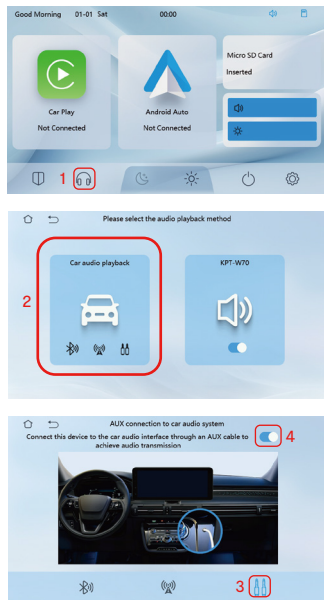 Good Morning 01-01 Sat 00:00
Micro SD Card
Inserted
Car Play
Android Auto
Not Connected
Not Connected
1
Please select the audio playback method
2
Car audio playback
KPT-W70
AUX connection to car audio system
Connect this device to the car audio interface through an AUX cable to
achieve audio transmission
4
3